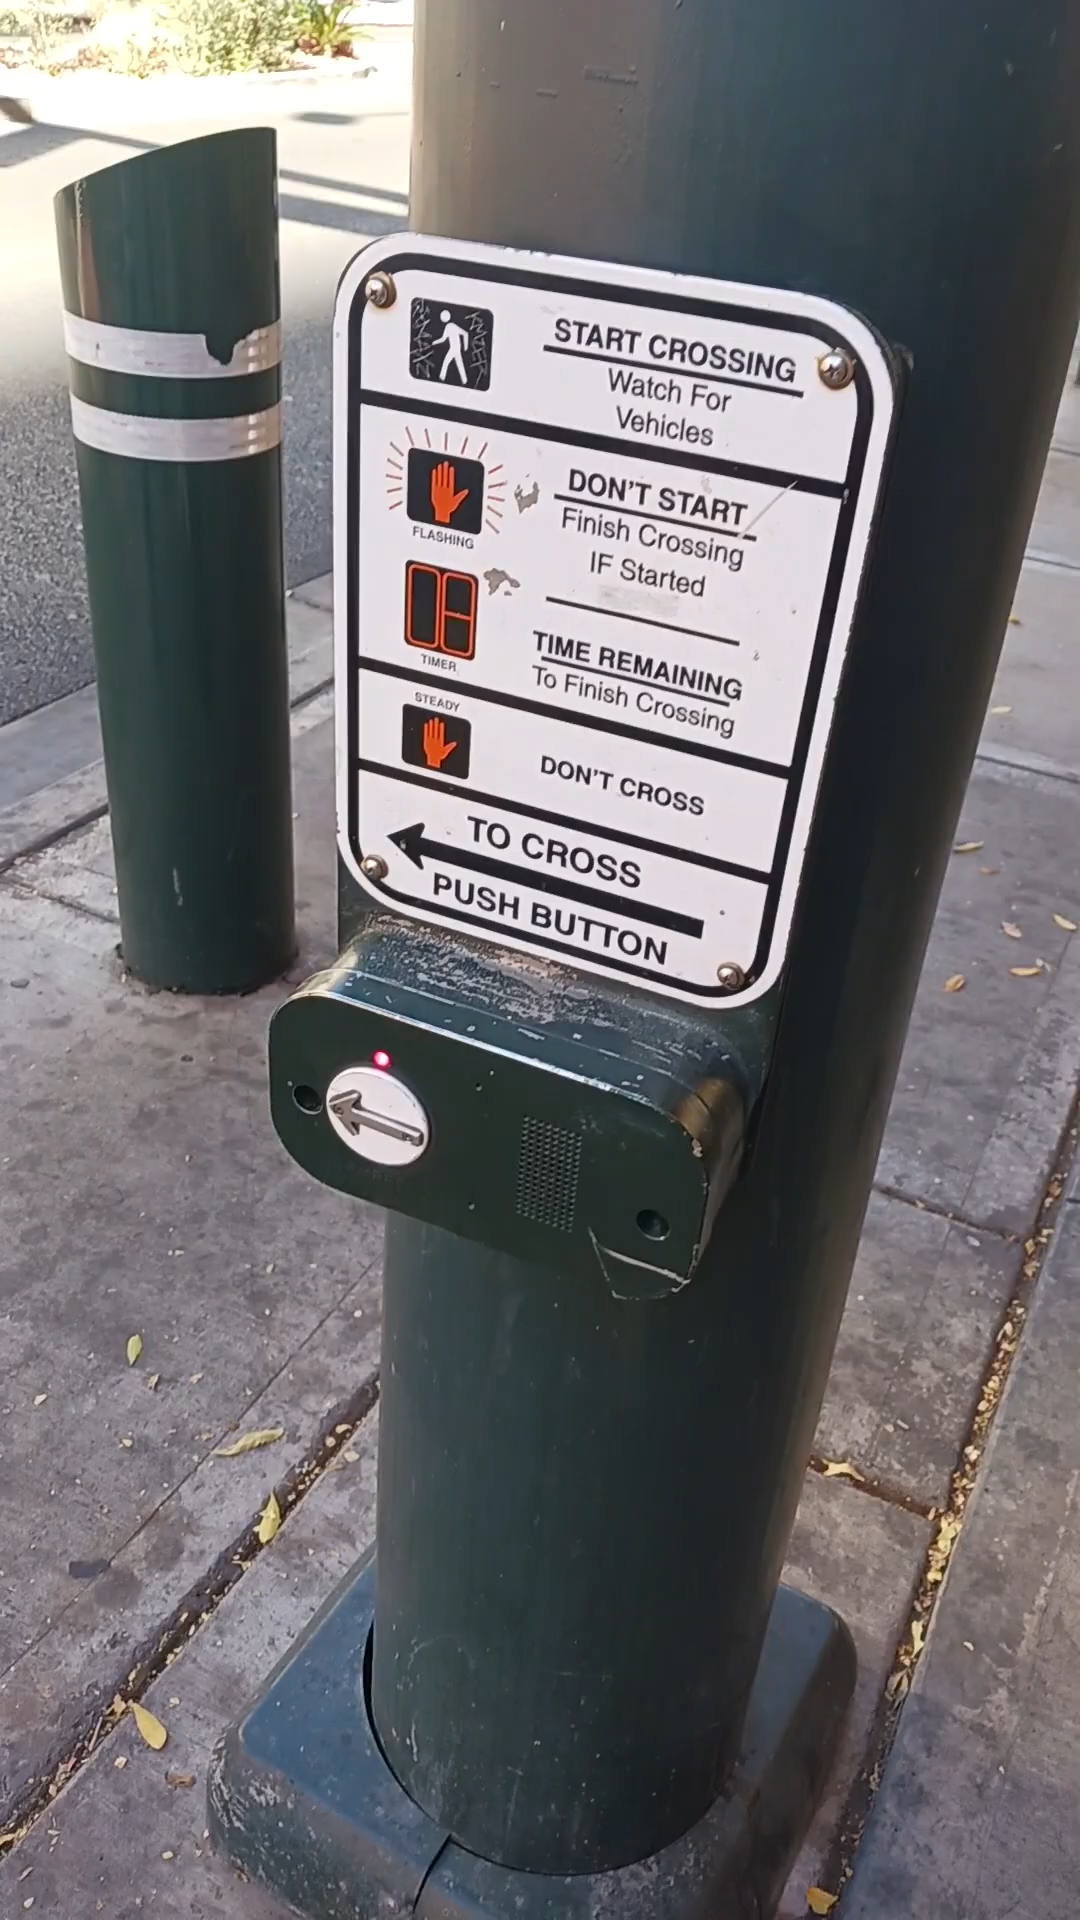 START CROSSING
Watch For
Vehicles
DON'T START
Finish Crossing
IF Started
FLASHING
TIME REMAINING
To Finish Crossing
TIMER
STEADY
DON'T CROSS
TO CROSS
PUSH BUTTON